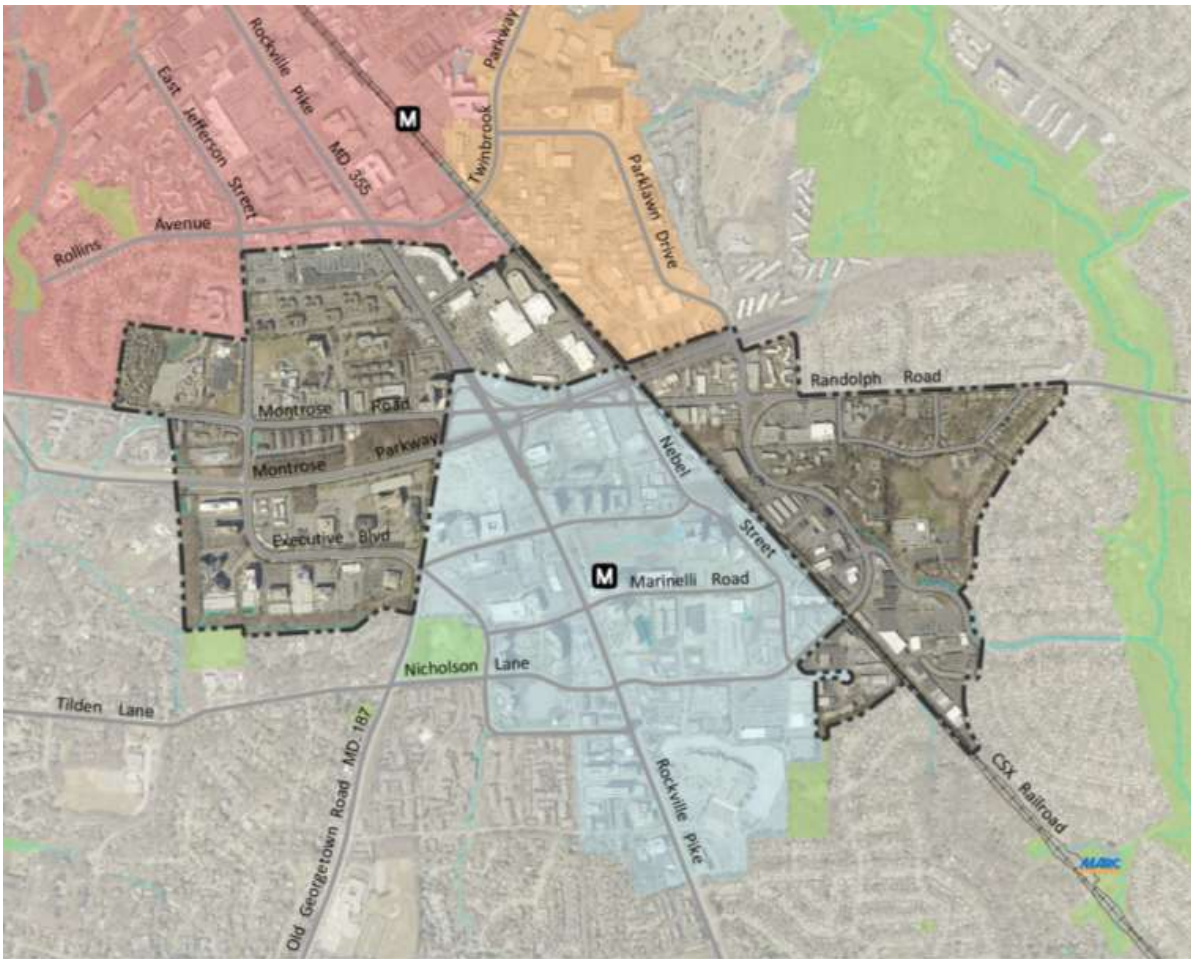 Rockville Pike MD. 355
East Jefferson Street
Twinbrook Parkway
M
Parklawn Drive
Rollins Avenue
Randolph Road
Montrose Road
Montrose Parkway
Nebel Street
Executive Blvd
M
Marinelli Road
Nicholson Lane
Tilden Lane
Old Georgetown Road MD. 187
Rockville Pike
CSX Railroad
MARC